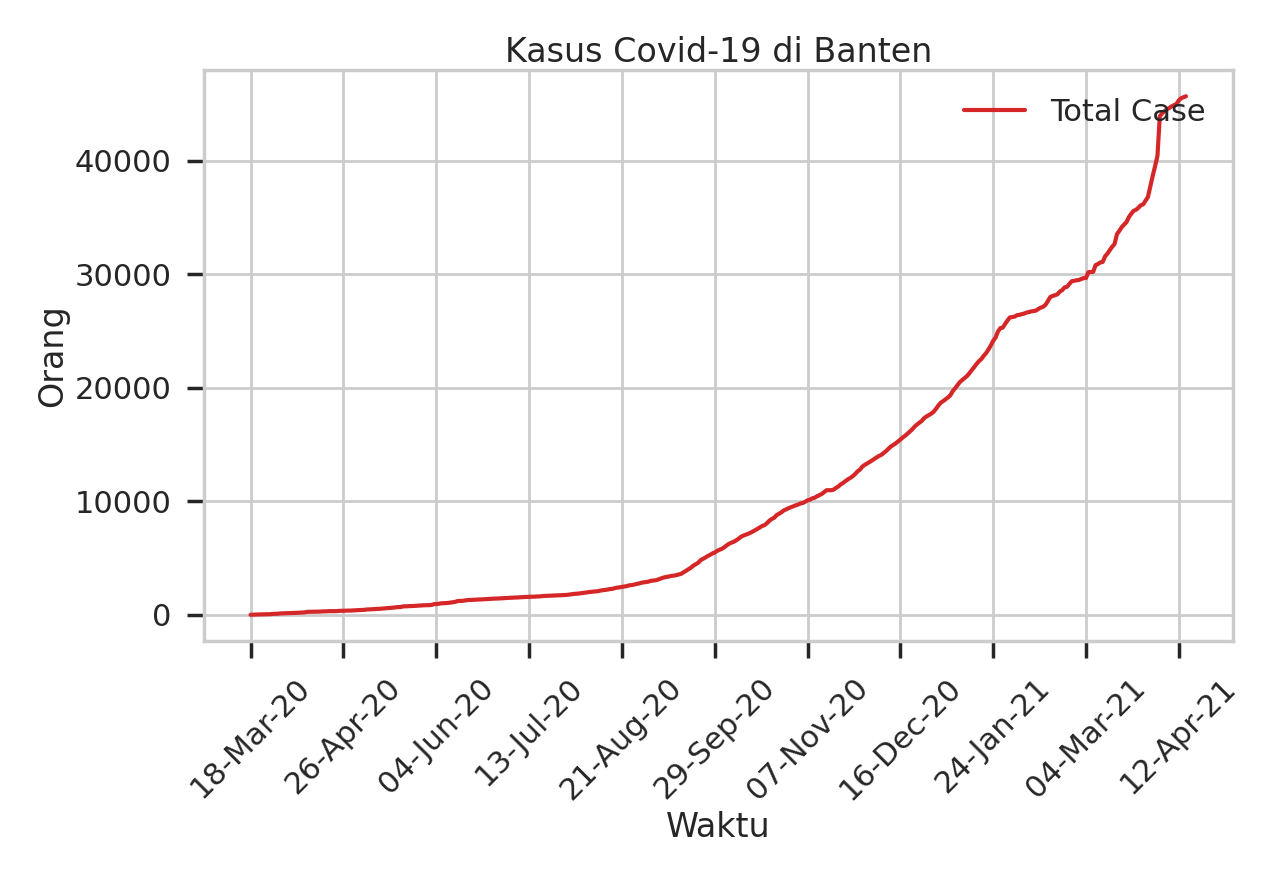 Kasus Covid-19 di Banten
Total Case
Orang
40000
30000
20000
10000
0
18-Mar-20
26-Apr-20
04-Jun-20
13-Jul-20
21-Aug-20
29-Sep-20
07-Nov-20
16-Dec-20
24-Jan-21
04-Mar-21
12-Apr-21
Waktu